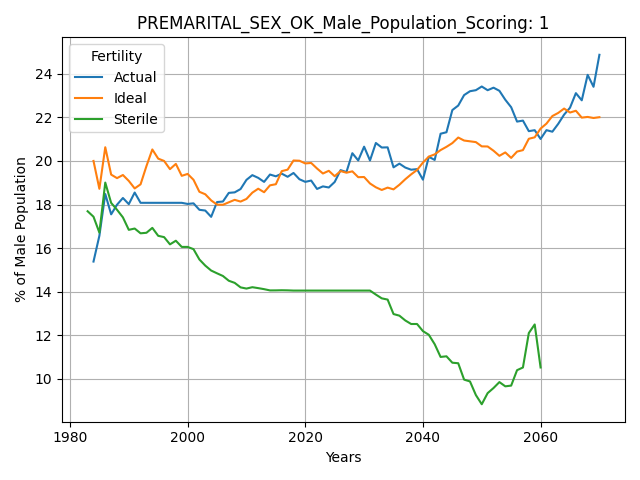 PREMARITAL_SEX_OK_Male_Population_Scoring: 1
Fertility
Actual
Ideal
Sterile
% of Male Population
24
22
20
18
16
14
12
10
1980 2000 2020 2040 2060
Years